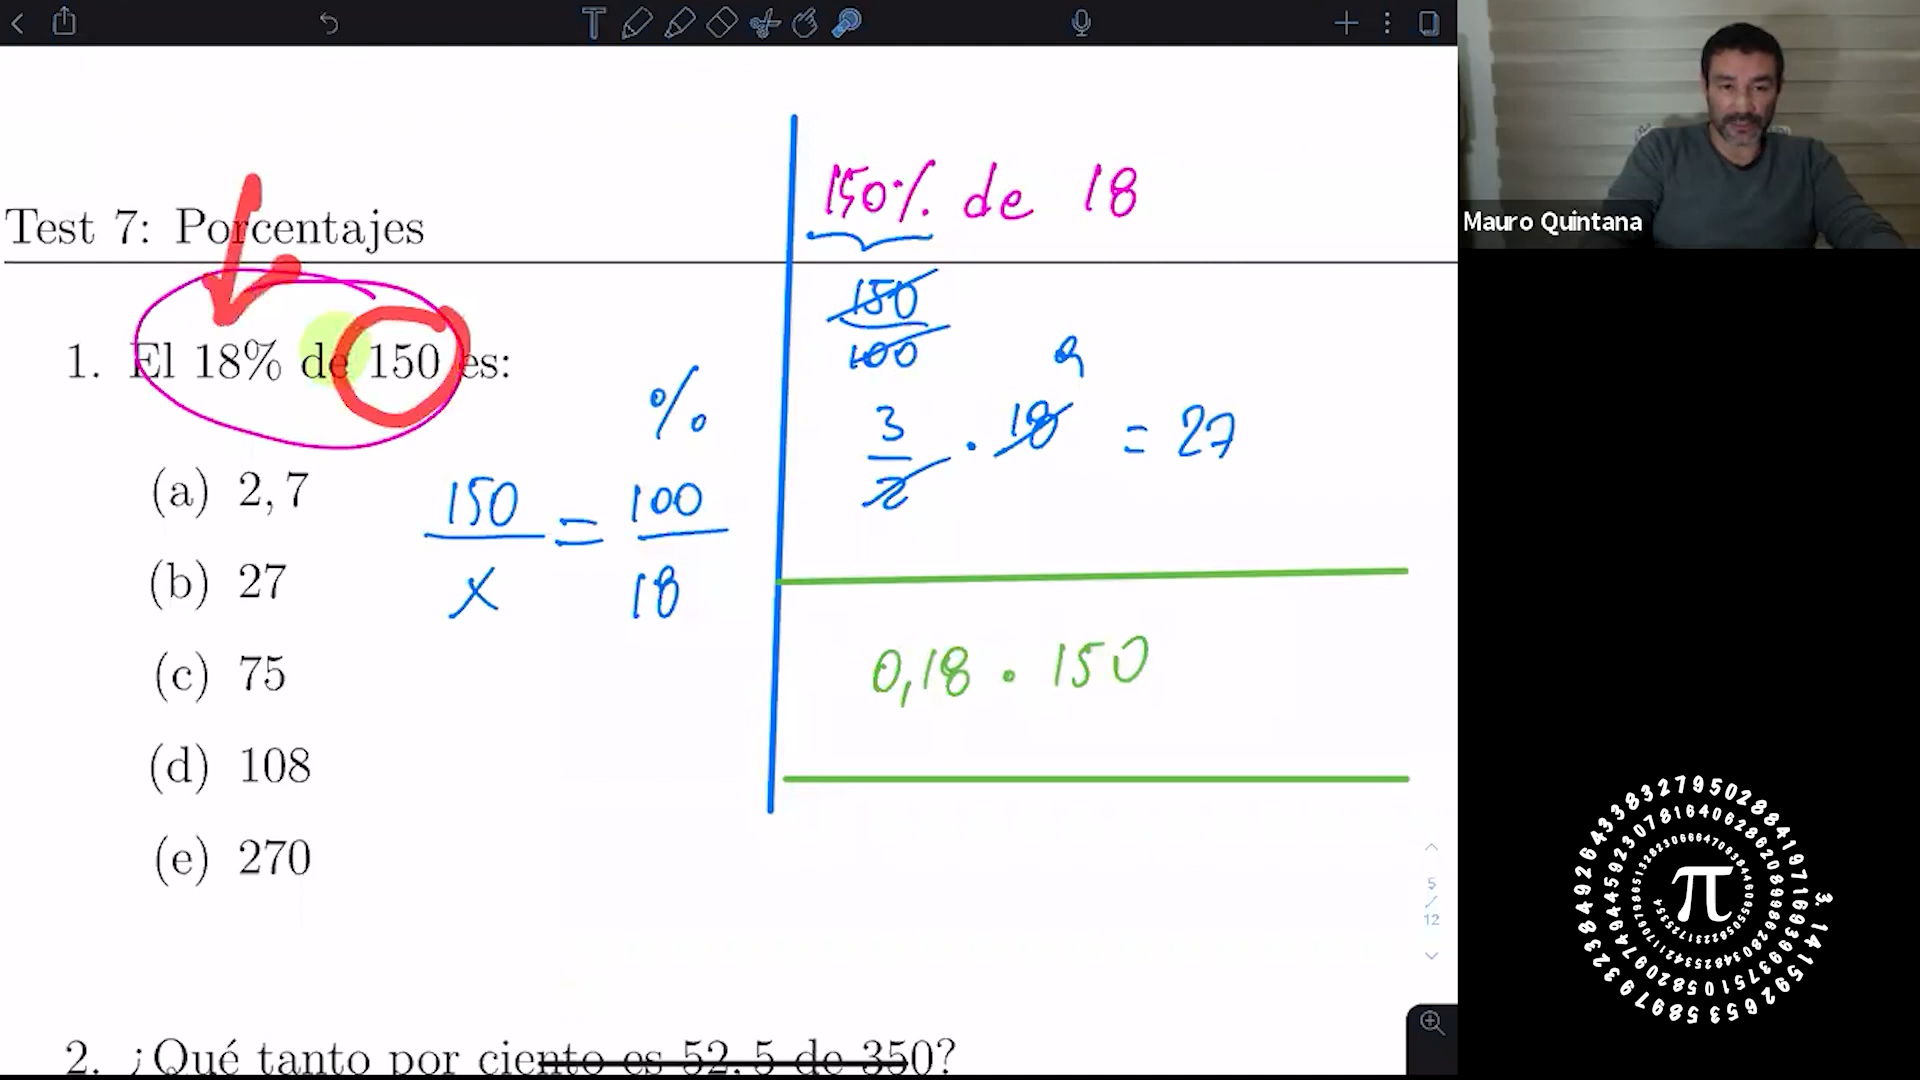 Test 7: Porcentajes
1. El 18% de 150 es:
(a) 2, 7
(b) 27
(c) 75
(d) 108
(e) 270
%
150 = 100
x 18
150% de 18
150
100
9
3 · 18 = 27
2
0,18 · 150
2. ¿Qué tanto por ciento es 52, 5 de 350?
5
/
12
Mauro Quintana
π